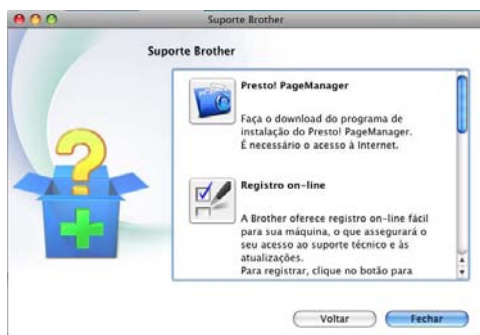 Suporte Brother
Suporte Brother
Presto! PageManager
Faça o download do programa de
instalação do Presto! PageManager.
É necessário o acesso à Internet.
Registro on-line
A Brother oferece registro on-line fácil
para sua máquina, o que assegurará o
seu acesso ao suporte técnico e às
atualizações.
Para registrar, clique no botão para
Voltar
Fechar